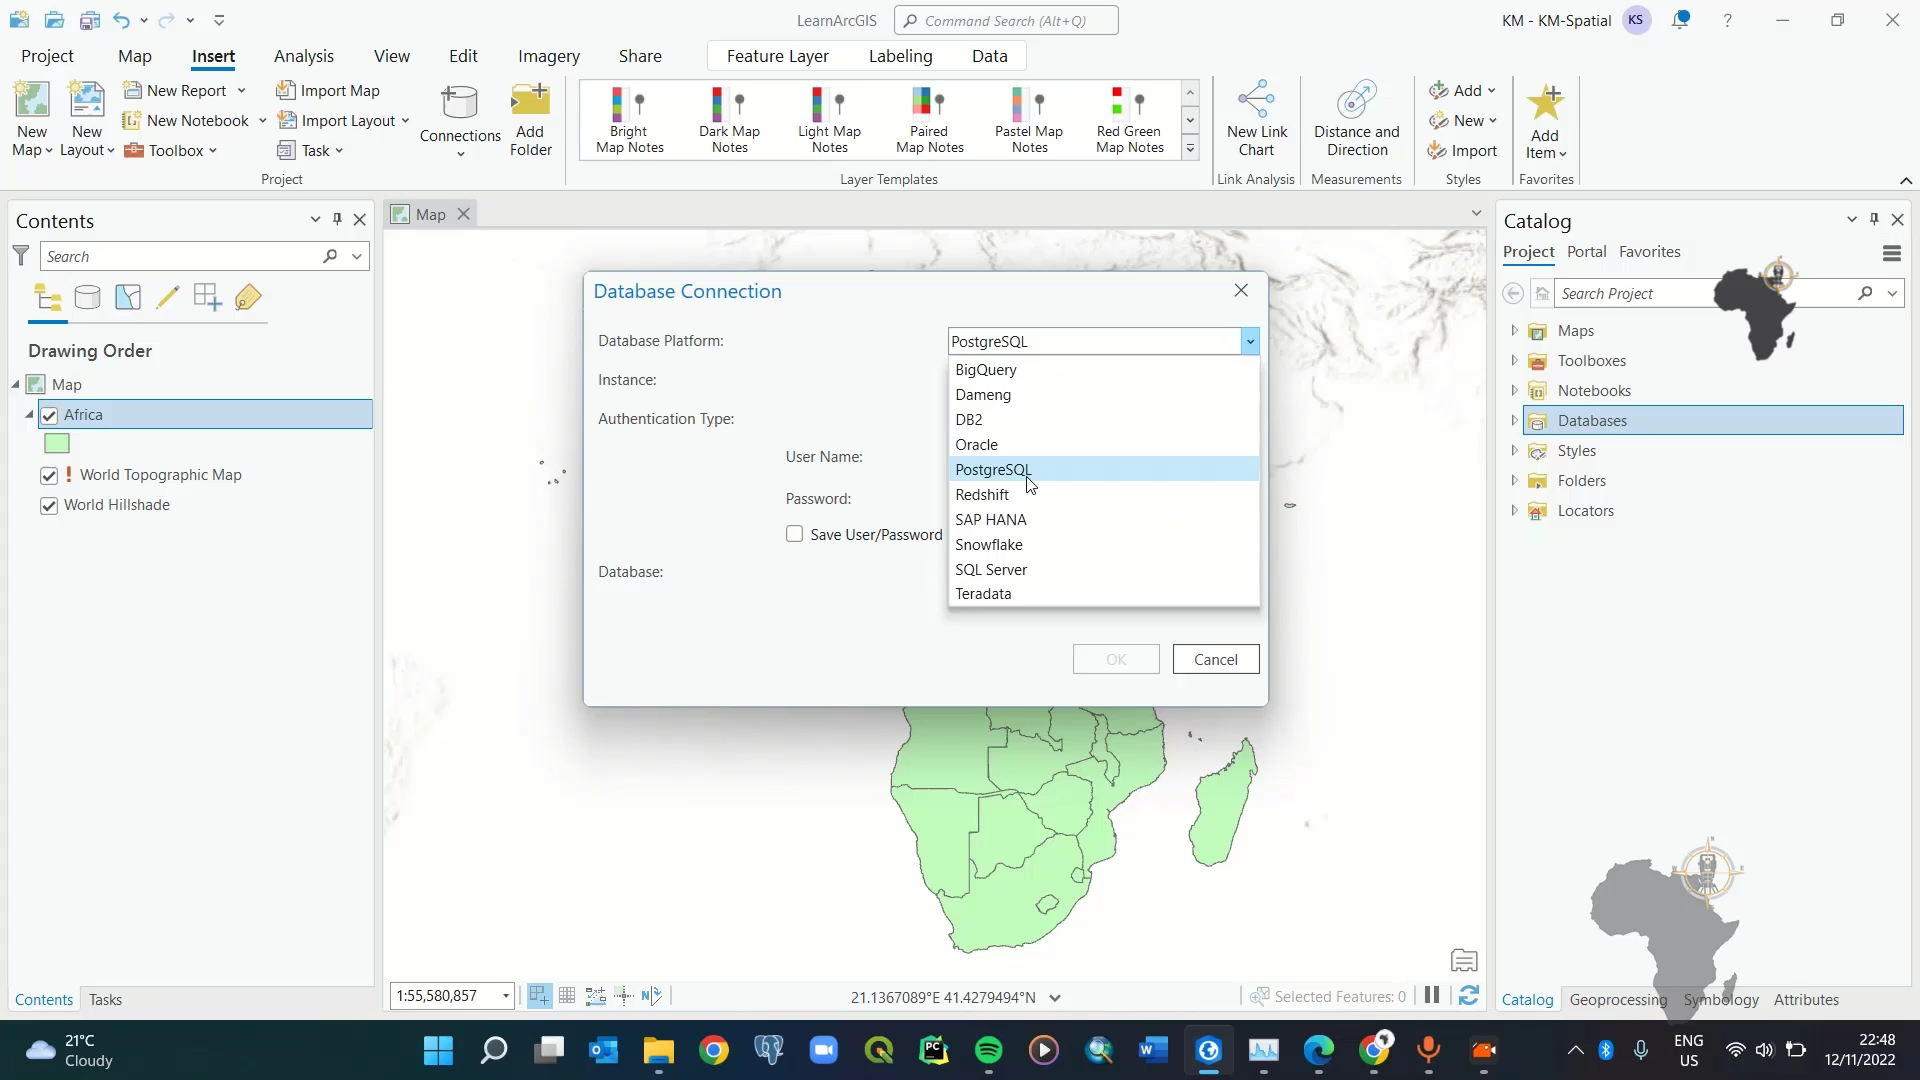 LearnArcGIS
Command Search (Alt+Q)
KM - KM-Spatial
KS
?
Project
Map
Insert
Analysis
View
Edit
Imagery
Share
Feature Layer
Labeling
Data
New
Map
New
Layout
New Report
New Notebook
Toolbox
Import Map
Import Layout
Task
Project
Connections
Add
Folder
Bright
Map Notes
Dark Map
Notes
Light Map
Notes
Paired
Map Notes
Pastel Map
Notes
Red Green
Map Notes
Layer Templates
New Link
Chart
Link Analysis
Distance and
Direction
Measurements
Add
New
Import
Styles
Add
Item
Favorites
Contents
Search
Drawing Order
Map
Africa
! World Topographic Map
World Hillshade
Contents
Tasks
Map
Database Connection
Database Platform:
PostgreSQL
Instance:
Authentication Type:
User Name:
Password:
Save User/Password
Database:
BigQuery
Dameng
DB2
Oracle
PostgreSQL
Redshift
SAP HANA
Snowflake
SQL Server
Teradata
OK
Cancel
1:55,580,857
21.1367089°E 41.4279494°N
Selected Features: 0
Catalog
Project
Portal
Favorites
Search Project
Maps
Toolboxes
Notebooks
Databases
Styles
Folders
Locators
Catalog
Geoprocessing
Symbology
Attributes
21°C
Cloudy
ENG
US
22:48
12/11/2022